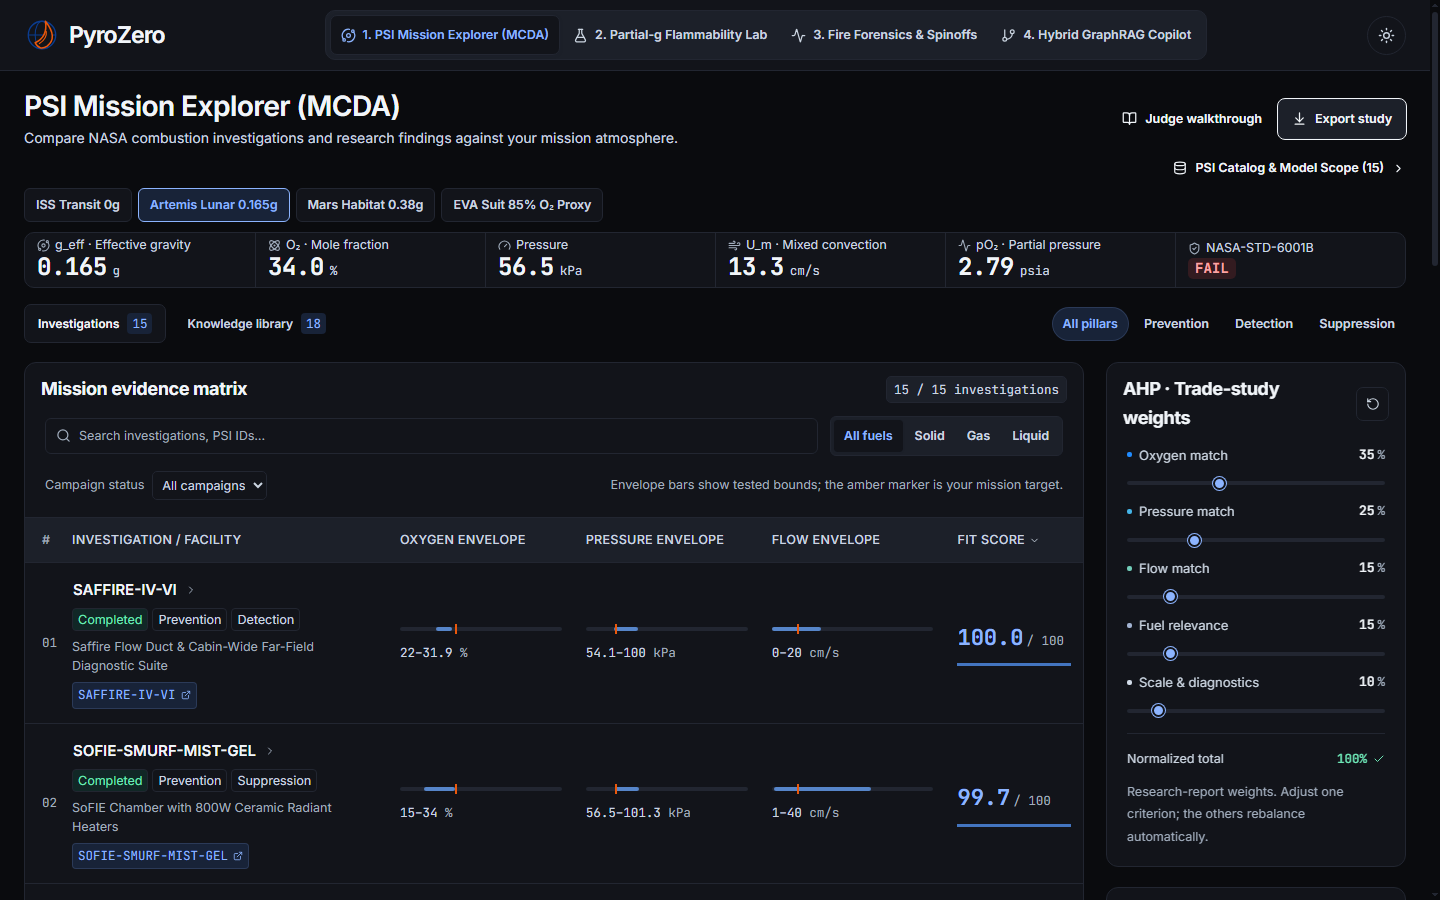 PyroZero
1. PSI Mission Explorer (MCDA)
2. Partial-g Flammability Lab
3. Fire Forensics & Spinoffs
4. Hybrid GraphRAG Copilot
PSI Mission Explorer (MCDA)
Compare NASA combustion investigations and research findings against your mission atmosphere.
Judge walkthrough
Export study
PSI Catalog & Model Scope (15)
ISS Transit 0g
Artemis Lunar 0.165g
Mars Habitat 0.38g
EVA Suit 85% O₂ Proxy
g_eff · Effective gravity
0.165 g
O₂ · Mole fraction
34.0 %
Pressure
56.5 kPa
U_m · Mixed convection
13.3 cm/s
pO₂ · Partial pressure
2.79 psia
NASA-STD-6001B
FAIL
Investigations 15
Knowledge library 18
All pillars
Prevention
Detection
Suppression
Mission evidence matrix
15 / 15 investigations
Search investigations, PSI IDs...
All fuels
Solid
Gas
Liquid
Campaign status
All campaigns
Envelope bars show tested bounds; the amber marker is your mission target.
# INVESTIGATION / FACILITY OXYGEN ENVELOPE PRESSURE ENVELOPE FLOW ENVELOPE FIT SCORE
01
SAFFIRE-IV-VI
Completed Prevention Detection
Saffire Flow Duct & Cabin-Wide Far-Field
Diagnostic Suite
SAFFIRE-IV-VI
22–31.9 %
54.1–100 kPa
0–20 cm/s
100.0 / 100
02
SOFIE-SMURF-MIST-GEL
Completed Prevention Suppression
SoFIE Chamber with 800W Ceramic Radiant
Heaters
SOFIE-SMURF-MIST-GEL
15–34 %
56.5–101.3 kPa
1–40 cm/s
99.7 / 100
AHP · Trade-study
weights
Oxygen match 35 %
Pressure match 25 %
Flow match 15 %
Fuel relevance 15 %
Scale & diagnostics 10 %
Normalized total 100%
Research-report weights. Adjust one
criterion; the others rebalance
automatically.